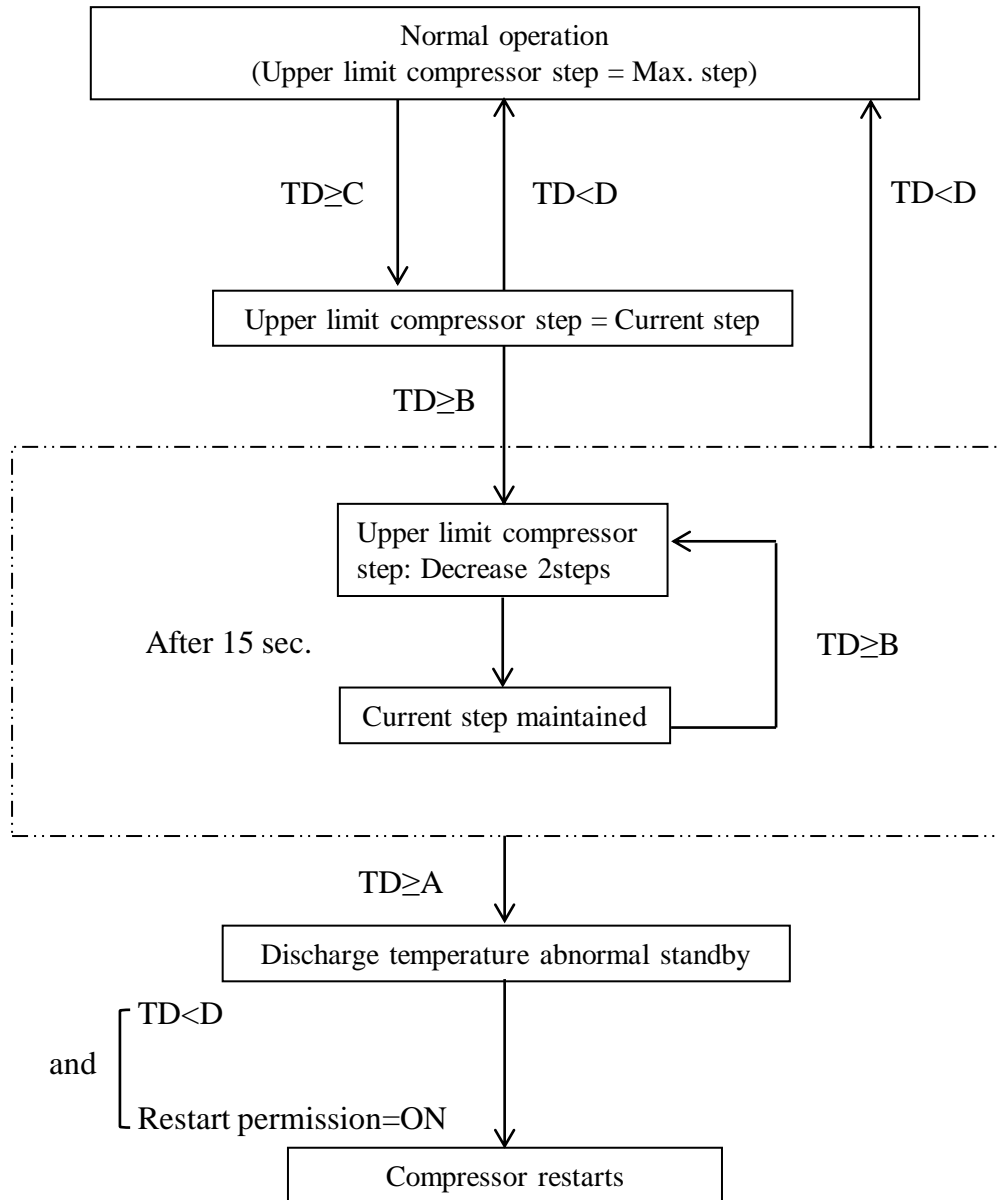 Normal operation
(Upper limit compressor step = Max. step)
TD≥C
TD<D
TD<D
Upper limit compressor step = Current step
TD≥B
Upper limit compressor
step: Decrease 2steps
After 15 sec.
TD≥B
Current step maintained
TD≥A
Discharge temperature abnormal standby
TD<D
and
Restart permission=ON
Compressor restarts